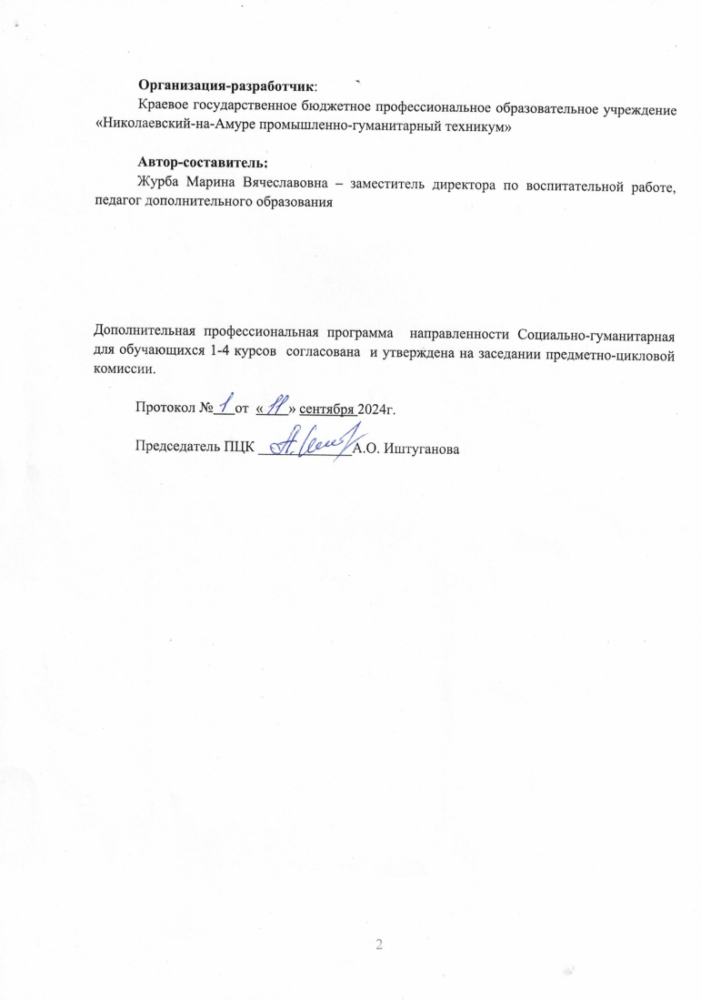 Организация-разработчик:
Краевое государственное бюджетное профессиональное образовательное учреждение
«Николаевский-на-Амуре промышленно-гуманитарный техникум»
Автор-составитель:
Журба Марина Вячеславовна – заместитель директора по воспитательной работе,
педагог дополнительного образования
Дополнительная профессиональная программа направленности Социально-гуманитарная
для обучающихся 1-4 курсов согласована и утверждена на заседании предметно-цикловой
комиссии.
Протокол № 1 от «11» сентября 2024г.
Председатель ПЦК А.О. Иштуганова
2